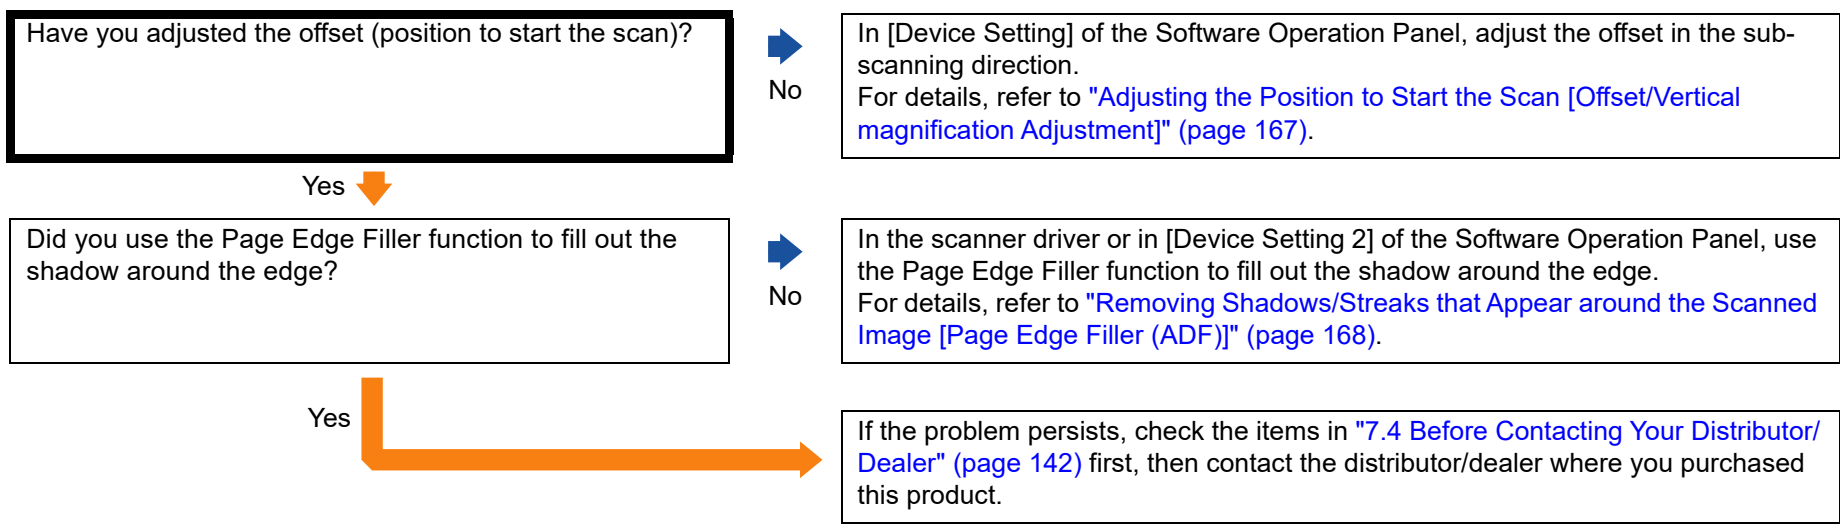 Have you adjusted the offset (position to start the scan)?
No
In [Device Setting] of the Software Operation Panel, adjust the offset in the sub-
scanning direction.
For details, refer to "Adjusting the Position to Start the Scan [Offset/Vertical
magnification Adjustment]" (page 167).
Yes
Did you use the Page Edge Filler function to fill out the
shadow around the edge?
No
In the scanner driver or in [Device Setting 2] of the Software Operation Panel, use
the Page Edge Filler function to fill out the shadow around the edge.
For details, refer to "Removing Shadows/Streaks that Appear around the Scanned
Image [Page Edge Filler (ADF)]" (page 168).
Yes
If the problem persists, check the items in "7.4 Before Contacting Your Distributor/
Dealer" (page 142) first, then contact the distributor/dealer where you purchased
this product.